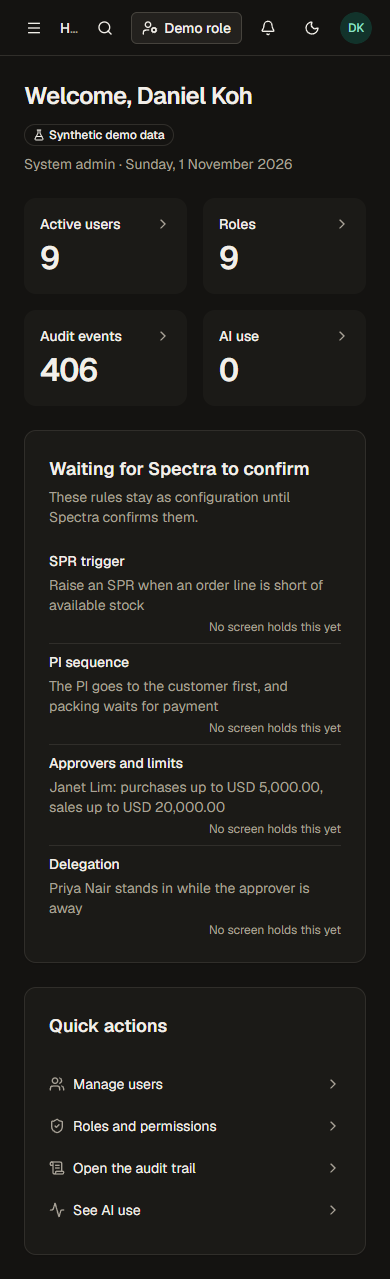 H...
Demo role
DK
Welcome, Daniel Koh
Synthetic demo data
System admin · Sunday, 1 November 2026
Active users
9
Roles
9
Audit events
406
AI use
0
Waiting for Spectra to confirm
These rules stay as configuration until
Spectra confirms them.
SPR trigger
Raise an SPR when an order line is short of
available stock
No screen holds this yet
PI sequence
The PI goes to the customer first, and
packing waits for payment
No screen holds this yet
Approvers and limits
Janet Lim: purchases up to USD 5,000.00,
sales up to USD 20,000.00
No screen holds this yet
Delegation
Priya Nair stands in while the approver is
away
No screen holds this yet
Quick actions
Manage users
Roles and permissions
Open the audit trail
See AI use